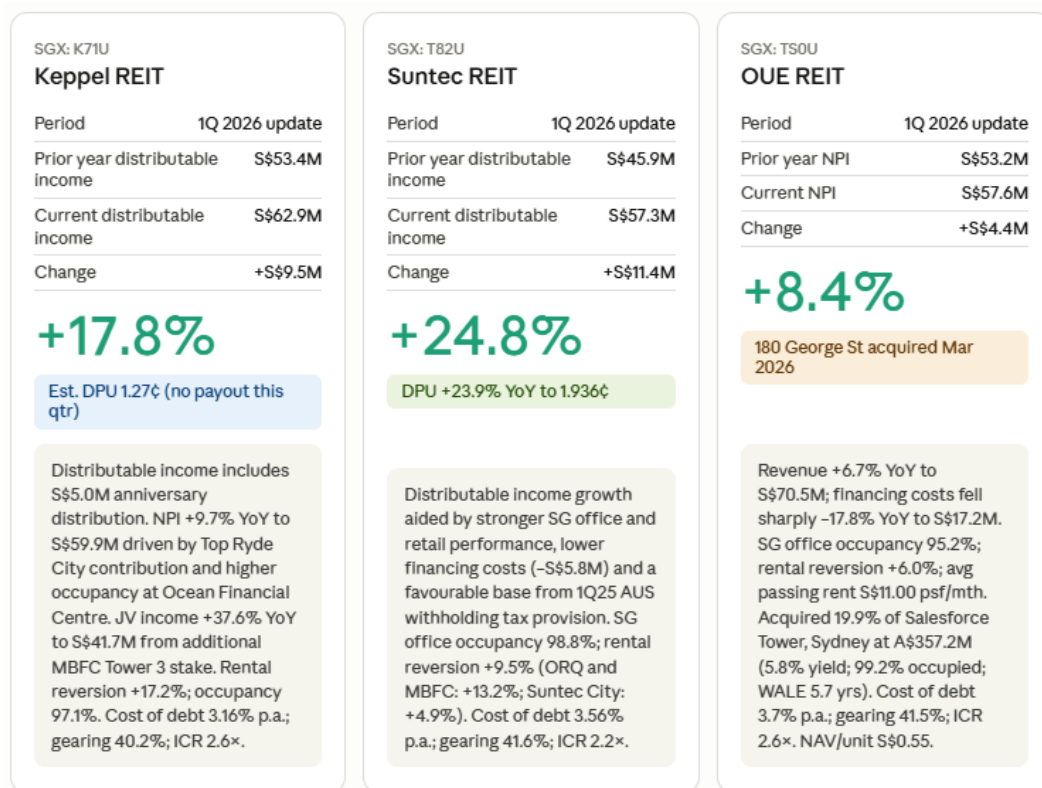 SGX: K71U
Keppel REIT
Period 1Q 2026 update
Prior year distributable S$53.4M
income
Current distributable S$62.9M
income
Change +S$9.5M
+17.8%
Est. DPU 1.27¢ (no payout this
qtr)
Distributable income includes
S$5.0M anniversary
distribution. NPI +9.7% YoY to
S$59.9M driven by Top Ryde
City contribution and higher
occupancy at Ocean Financial
Centre. JV income +37.6% YoY
to S$41.7M from additional
MBFC Tower 3 stake. Rental
reversion +17.2%; occupancy
97.1%. Cost of debt 3.16% p.a.;
gearing 40.2%; ICR 2.6×.
SGX: T82U
Suntec REIT
Period 1Q 2026 update
Prior year distributable S$45.9M
income
Current distributable S$57.3M
income
Change +S$11.4M
+24.8%
DPU +23.9% YoY to 1.936¢
Distributable income growth
aided by stronger SG office and
retail performance, lower
financing costs (−S$5.8M) and a
favourable base from 1Q25 AUS
withholding tax provision. SG
office occupancy 98.8%; rental
reversion +9.5% (ORQ and
MBFC: +13.2%; Suntec City:
+4.9%). Cost of debt 3.56%
p.a.; gearing 41.6%; ICR 2.2×.
SGX: TS0U
OUE REIT
Period 1Q 2026 update
Prior year NPI S$53.2M
Current NPI S$57.6M
Change +S$4.4M
+8.4%
180 George St acquired Mar
2026
Revenue +6.7% YoY to
S$70.5M; financing costs fell
sharply −17.8% YoY to S$17.2M.
SG office occupancy 95.2%;
rental reversion +6.0%; avg
passing rent S$11.00 psf/mth.
Acquired 19.9% of Salesforce
Tower, Sydney at A$357.2M
(5.8% yield; 99.2% occupied;
WALE 5.7 yrs). Cost of debt
3.7% p.a.; gearing 41.5%; ICR
2.6×. NAV/unit S$0.55.